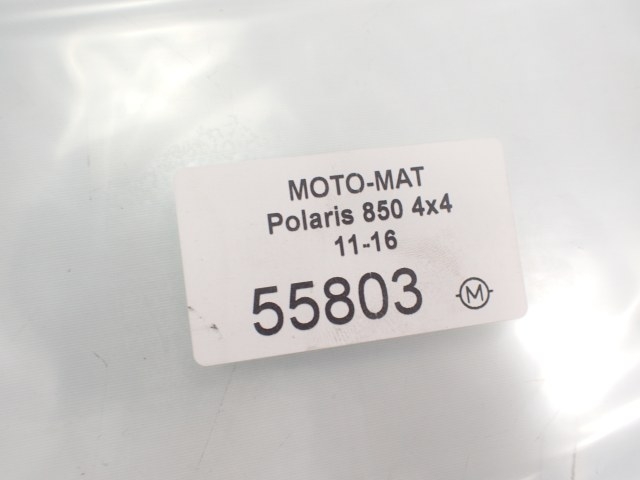 MOTO-MAT
Polaris 850 4x4
11-16
55803 M